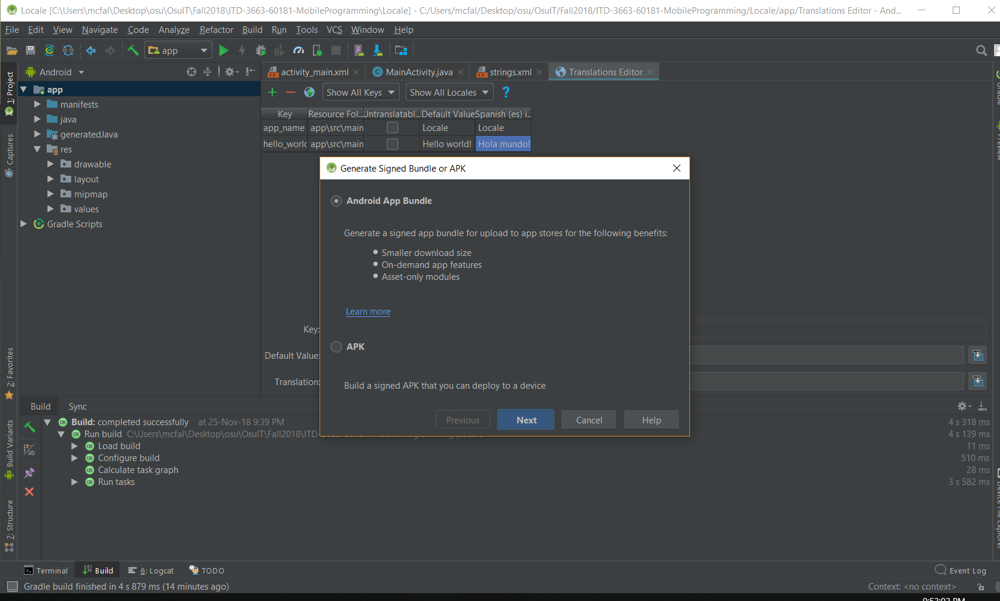 Locale [C:\Users\mcfal\Desktop\osu\OsuIT\Fall2018\ITD-3663-60181-MobileProgramming\Locale] - C:/Users/mcfal/Desktop/osu/OsuIT/Fall2018/ITD-3663-60181-MobileProgramming/Locale/app/Translations Editor - And...
File Edit View Navigate Code Analyze Refactor Build Run Tools VCS Window Help
app
Android
activity_main.xml
MainActivity.java
strings.xml
Translations Editor
1: Project
Captures
2: Favorites
Build Variants
7: Structure
app
manifests
java
generatedJava
res
drawable
layout
mipmap
values
Gradle Scripts
Show All Keys
Show All Locales
?
Key Resource Fol... Untranslatabl... Default Value Spanish (es) i...
app_name app\src\main Locale Locale
hello_world app\src\main Hello world! Hola mundo!
Generate Signed Bundle or APK
Android App Bundle
Generate a signed app bundle for upload to app stores for the following benefits:
Smaller download size
On-demand app features
Asset-only modules
Learn more
APK
Build a signed APK that you can deploy to a device
Previous Next Cancel Help
Key:
Default Value:
Translation:
Build Sync
Build: completed successfully at 25-Nov-18 9:39 PM 4 s 318 ms
Run build C:\Users\mcfal\Desktop\osu\OsuIT\Fall2018\ITD- 4 s 139 ms
Load build 11 ms
Configure build 510 ms
Calculate task graph 28 ms
Run tasks 3 s 582 ms
Terminal Build 6: Logcat TODO Event Log
Gradle build finished in 4 s 879 ms (14 minutes ago) Context: <no context>